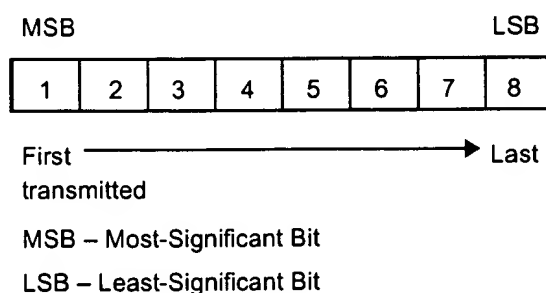 MSB LSB
1 2 3 4 5 6 7 8
First Last
transmitted
MSB – Most-Significant Bit
LSB – Least-Significant Bit